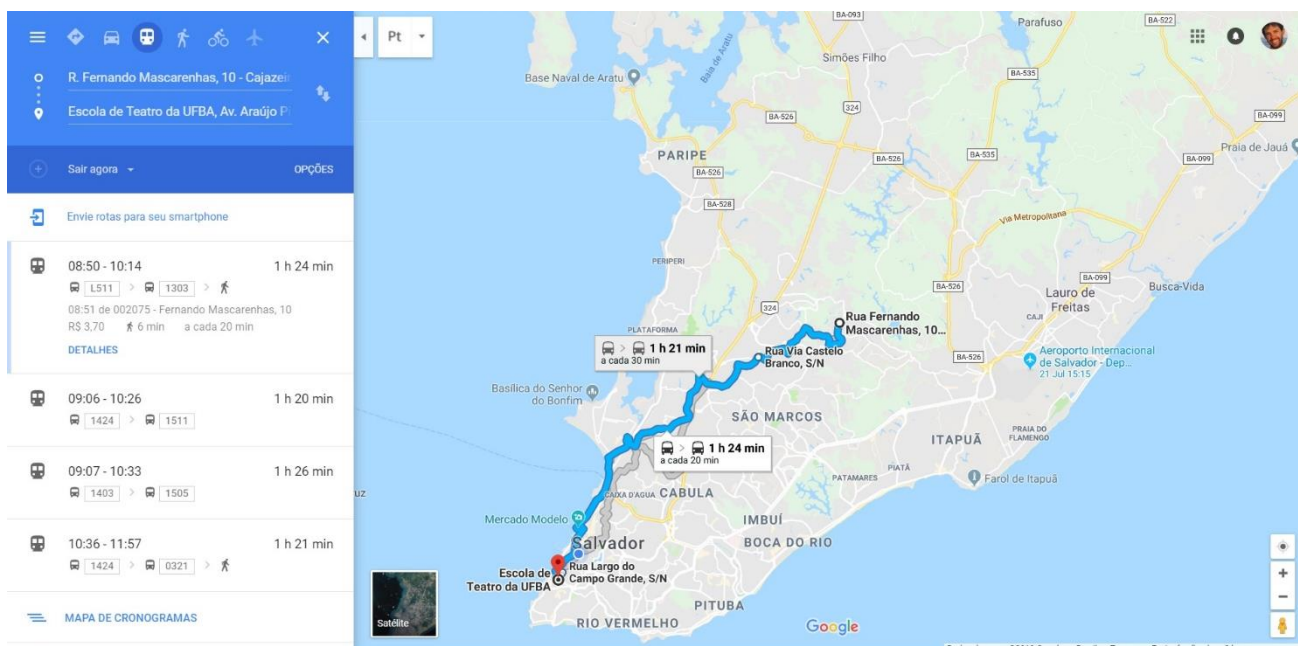 R. Fernando Mascarenhas, 10 - Cajazei
Escola de Teatro da UFBA, Av. Araújo P
Sair agora
OPÇÕES
Envie rotas para seu smartphone
08:50 - 10:14 1 h 24 min
L511 > 1303 >
08:51 de 002075 - Fernando Mascarenhas, 10
R$ 3,70 6 min a cada 20 min
DETALHES
09:06 - 10:26 1 h 20 min
1424 > 1511
09:07 - 10:33 1 h 26 min
1403 > 1505
10:36 - 11:57 1 h 21 min
1424 > 0321 >
MAPA DE CRONOGRAMAS
Pt
BA-093
Parafuso
BA-522
Simões Filho
Base Naval de Aratu
Baía de Aratu
BA-535
324
BA-526
BA-099
Praia de Jauá
PARIPE
BA-526
BA-526
BA-535
BA-099
BA-528
Via Metropolitana
PERIPERI
BA-526
BA-099
Busca-Vida
Lauro de
Freitas
CAJI
324
Rua Fernando
Mascarenhas, 10...
PLATAFORMA
> 1 h 21 min
a cada 30 min
Rua Via Castelo
Branco, S/N
BA-526
Aeroporto Internacional
de Salvador - Dep...
21 Jul 15:15
Basílica do Senhor
do Bonfim
SÃO MARCOS
PRAIA DO
FLAMENGO
ITAPUÃ
> 1 h 24 min
a cada 20 min
PIATÃ
PATAMARES
Farol de Itapuã
uz
CAIXA D'AGUA
CABULA
Mercado Modelo
IMBUÍ
BOCA DO RIO
Salvador
Escola de
Teatro da UFBA
Rua Largo do
Campo Grande, S/N
PITUBA
RIO VERMELHO
Satélite
Google